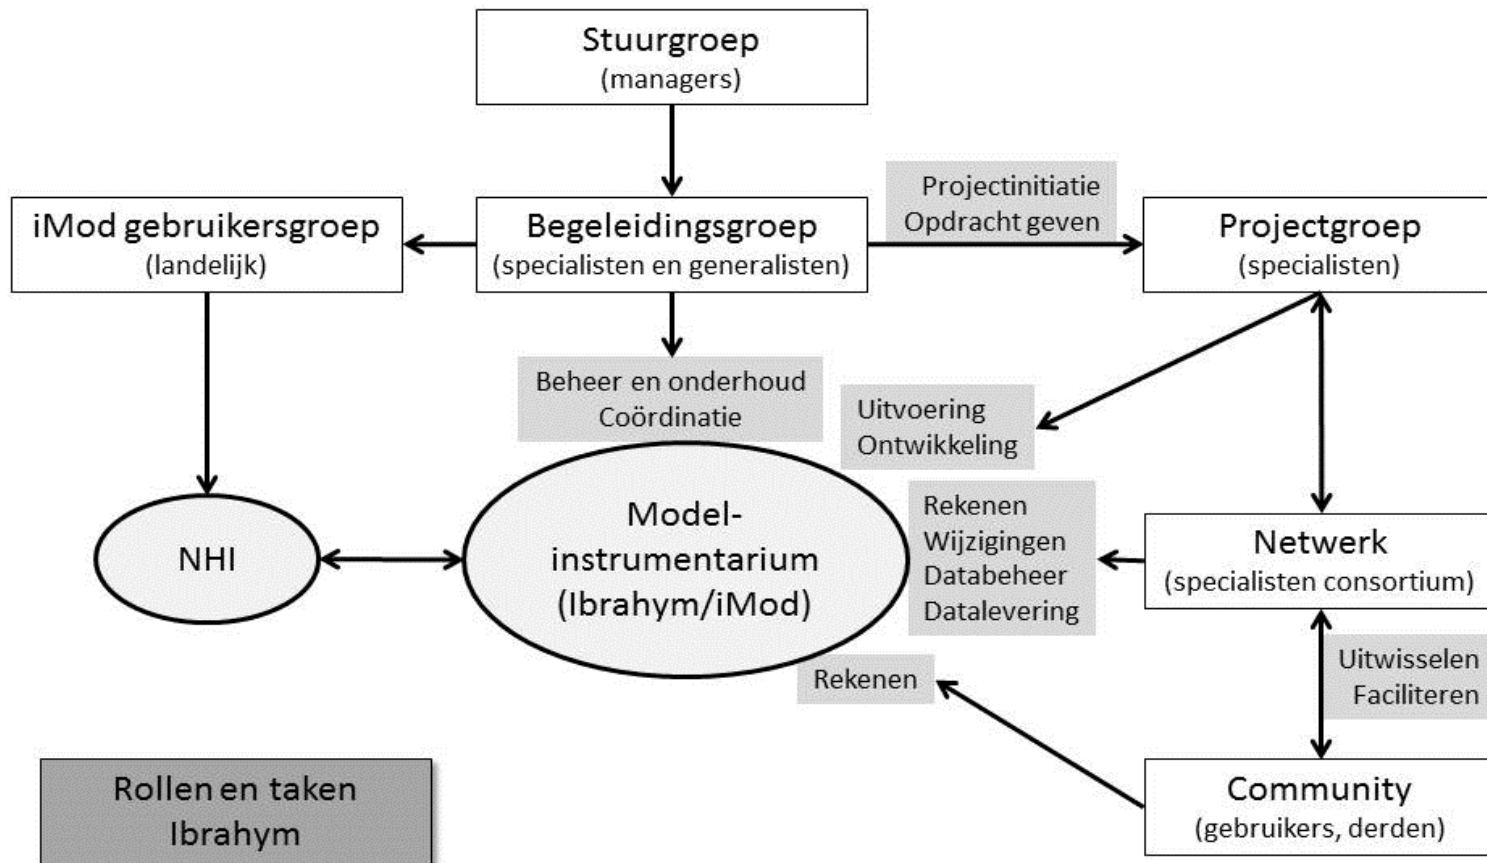 Stuurgroep
(managers)
Projectinitiatie
Opdracht geven
iMod gebruikersgroep
(landelijk)
Begeleidingsgroep
(specialisten en generalisten)
Projectgroep
(specialisten)
Beheer en onderhoud
Coördinatie
Uitvoering
Ontwikkeling
NHI
Model-
instrumentarium
(Ibrahym/iMod)
Rekenen
Wijzigingen
Databeheer
Datalevering
Netwerk
(specialisten consortium)
Uitwisselen
Faciliteren
Rekenen
Community
(gebruikers, derden)
Rollen en taken
Ibrahym